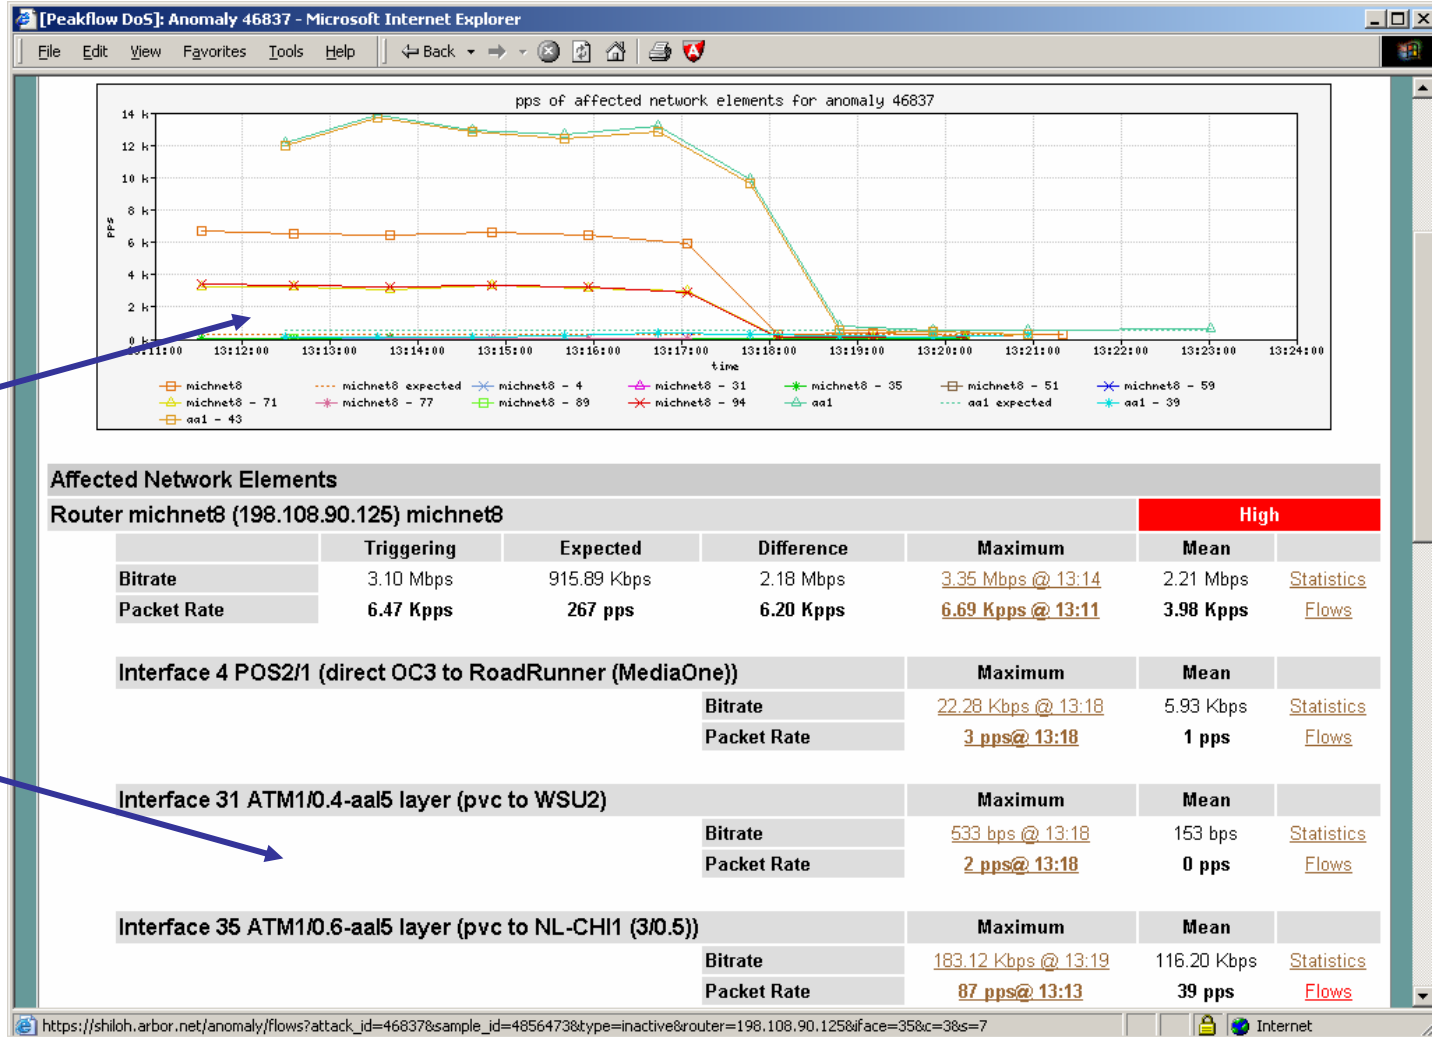 [Peakflow DoS]: Anomaly 46837 - Microsoft Internet Explorer
File Edit View Favorites Tools Help Back
pps of affected network elements for anomaly 46837
14 k
12 k
10 k
8 k
6 k
4 k
2 k
0 k
pps
13:11:00 13:12:00 13:13:00 13:14:00 13:15:00 13:16:00 13:17:00 13:18:00 13:19:00 13:20:00 13:21:00 13:22:00 13:23:00 13:24:00
time
michnet8 michnet8 expected michnet8 - 4 michnet8 - 31 michnet8 - 35 michnet8 - 51 michnet8 - 59
michnet8 - 71 michnet8 - 77 michnet8 - 89 michnet8 - 94 aa1 aa1 expected aa1 - 39
aa1 - 43
Affected Network Elements
Router michnet8 (198.108.90.125) michnet8 High
Triggering Expected Difference Maximum Mean
Bitrate 3.10 Mbps 915.89 Kbps 2.18 Mbps 3.35 Mbps @ 13:14 2.21 Mbps Statistics
Packet Rate 6.47 Kpps 267 pps 6.20 Kpps 6.69 Kpps @ 13:11 3.98 Kpps Flows
Interface 4 POS2/1 (direct OC3 to RoadRunner (MediaOne)) Maximum Mean
Bitrate 22.28 Kbps @ 13:18 5.93 Kbps Statistics
Packet Rate 3 pps@ 13:18 1 pps Flows
Interface 31 ATM1/0.4-aal5 layer (pvc to WSU2) Maximum Mean
Bitrate 533 bps @ 13:18 153 bps Statistics
Packet Rate 2 pps@ 13:18 0 pps Flows
Interface 35 ATM1/0.6-aal5 layer (pvc to NL-CHI1 (3/0.5)) Maximum Mean
Bitrate 183.12 Kbps @ 13:19 116.20 Kbps Statistics
Packet Rate 87 pps@ 13:13 39 pps Flows
https://shiloh.arbor.net/anomaly/flows?attack_id=46837&sample_id=4856473&type=inactive&router=198.108.90.125&iface=35&c=3&s=7 Internet